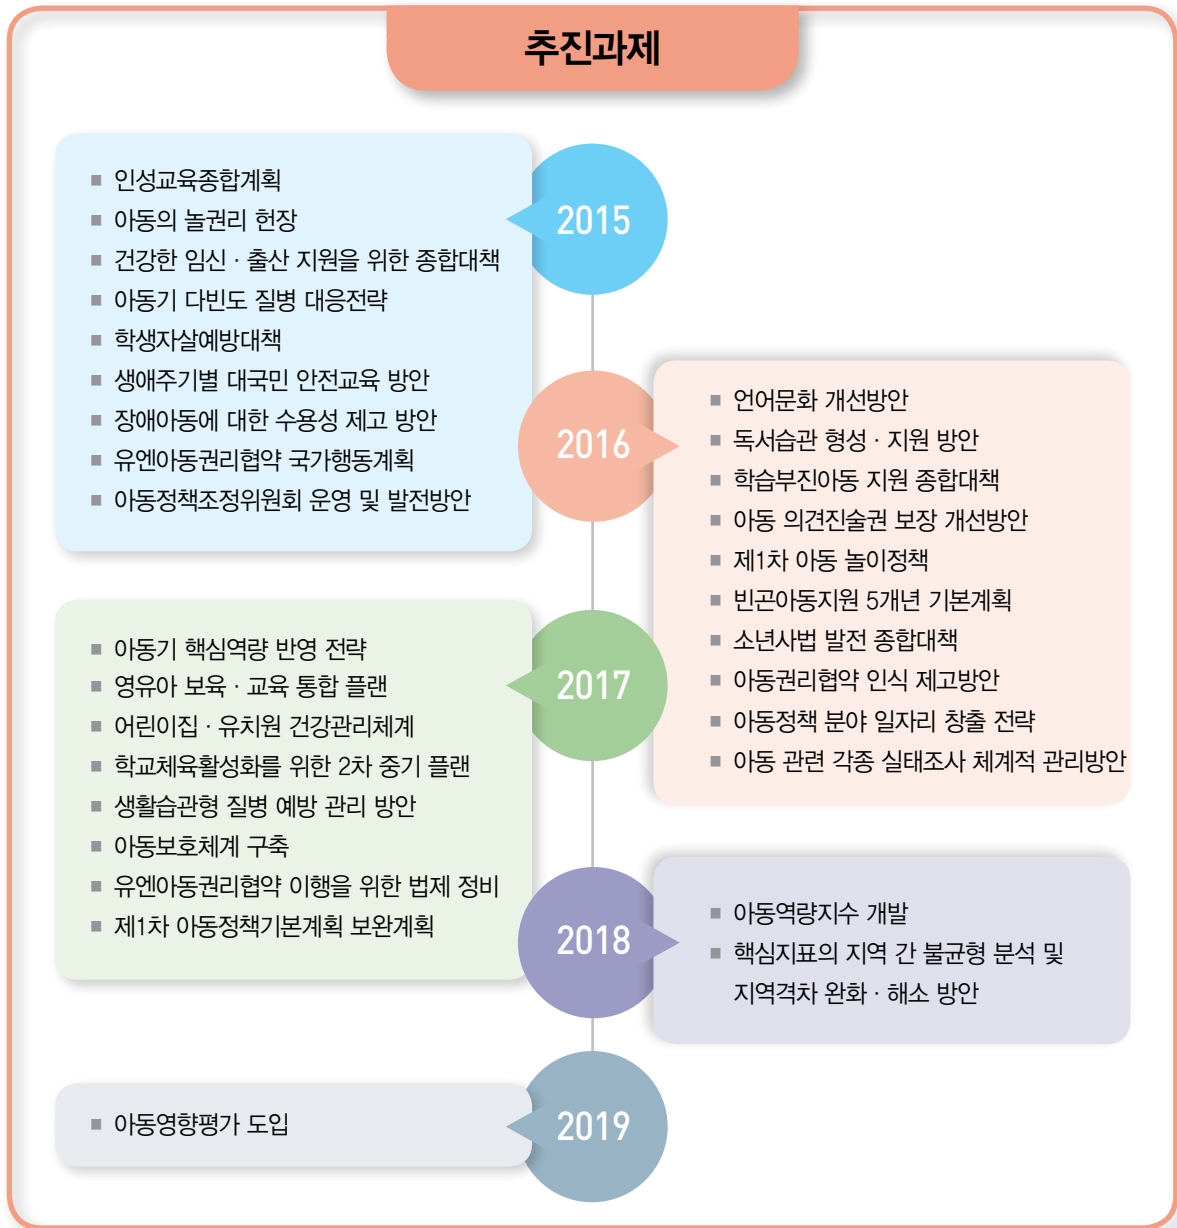 추진과제
2015
■ 인성교육종합계획
■ 아동의 놀권리 헌장
■ 건강한 임신 · 출산 지원을 위한 종합대책
■ 아동기 다빈도 질병 대응전략
■ 학생자살예방대책
■ 생애주기별 대국민 안전교육 방안
■ 장애아동에 대한 수용성 제고 방안
■ 유엔아동권리협약 국가행동계획
■ 아동정책조정위원회 운영 및 발전방안
2016
■ 언어문화 개선방안
■ 독서습관 형성 · 지원 방안
■ 학습부진아동 지원 종합대책
■ 아동 의견진술권 보장 개선방안
■ 제1차 아동 놀이정책
■ 빈곤아동지원 5개년 기본계획
■ 소년사법 발전 종합대책
■ 아동권리협약 인식 제고방안
■ 아동정책 분야 일자리 창출 전략
■ 아동 관련 각종 실태조사 체계적 관리방안
2017
■ 아동기 핵심역량 반영 전략
■ 영유아 보육 · 교육 통합 플랜
■ 어린이집 · 유치원 건강관리체계
■ 학교체육활성화를 위한 2차 중기 플랜
■ 생활습관형 질병 예방 관리 방안
■ 아동보호체계 구축
■ 유엔아동권리협약 이행을 위한 법제 정비
■ 제1차 아동정책기본계획 보완계획
2018
■ 아동역량지수 개발
■ 핵심지표의 지역 간 불균형 분석 및
지역격차 완화 · 해소 방안
2019
■ 아동영향평가 도입